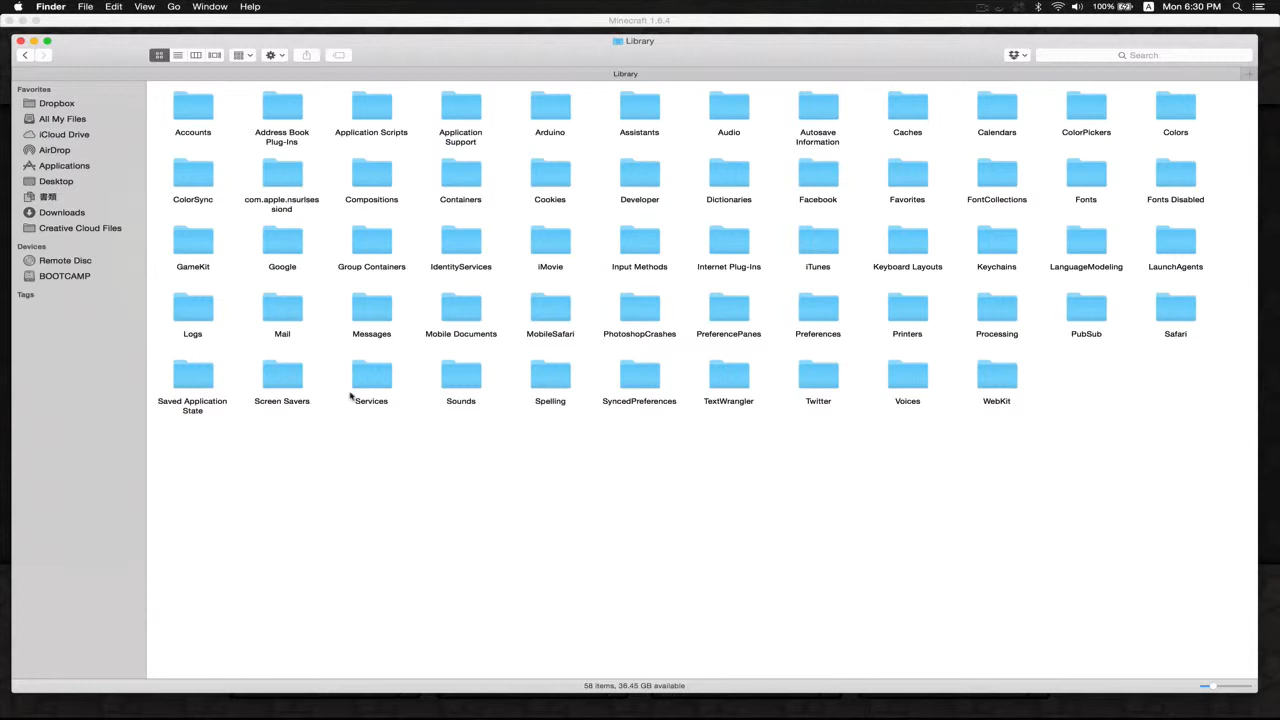 Finder File Edit View Go Window Help 100% A Mon 6:30 PM
Minecraft 1.6.4
Library
Search
Library
Favorites
Dropbox
All My Files
iCloud Drive
AirDrop
Applications
Desktop
書類
Downloads
Creative Cloud Files
Devices
Remote Disc
BOOTCAMP
Tags
Accounts
Address Book
Plug-Ins
Application Scripts
Application
Support
Arduino
Assistants
Audio
Autosave
Information
Caches
Calendars
ColorPickers
Colors
ColorSync
com.apple.nsurlses
siond
Compositions
Containers
Cookies
Developer
Dictionaries
Facebook
Favorites
FontCollections
Fonts
Fonts Disabled
GameKit
Google
Group Containers
IdentityServices
iMovie
Input Methods
Internet Plug-Ins
iTunes
Keyboard Layouts
Keychains
LanguageModeling
LaunchAgents
Logs
Mail
Messages
Mobile Documents
MobileSafari
PhotoshopCrashes
PreferencePanes
Preferences
Printers
Processing
PubSub
Safari
Saved Application
State
Screen Savers
Services
Sounds
Spelling
SyncedPreferences
TextWrangler
Twitter
Voices
WebKit
58 items, 36.45 GB available